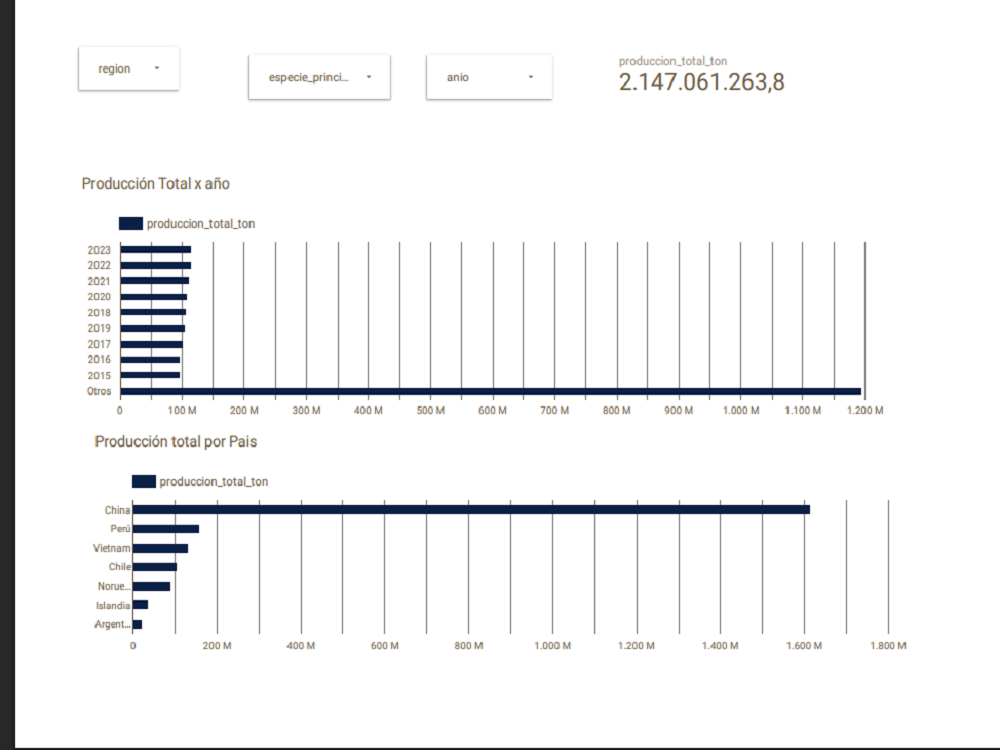 region
especie_princi...
anio
produccion_total_ton
2.147.061.263,8
Producción Total x año
produccion_total_ton
2023
2022
2021
2020
2018
2019
2017
2016
2015
Otros
0 100 M 200 M 300 M 400 M 500 M 600 M 700 M 800 M 900 M 1.000 M 1.100 M 1.200 M
Producción total por Pais
produccion_total_ton
China
Perú
Vietnam
Chile
Norue...
Islandia
Argent...
0 200 M 400 M 600 M 800 M 1.000 M 1.200 M 1.400 M 1.600 M 1.800 M